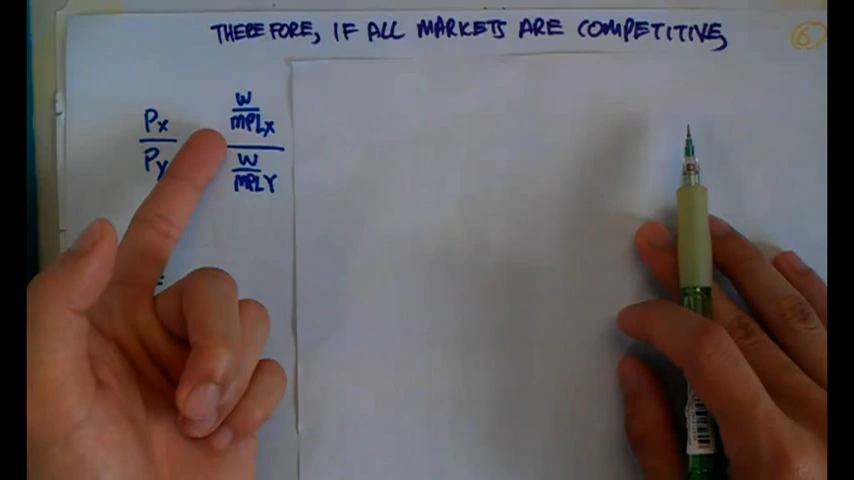 THEREFORE, IF ALL MARKETS ARE COMPETITIVE,
6
Px
Py
W
MPLx
W
MPLY